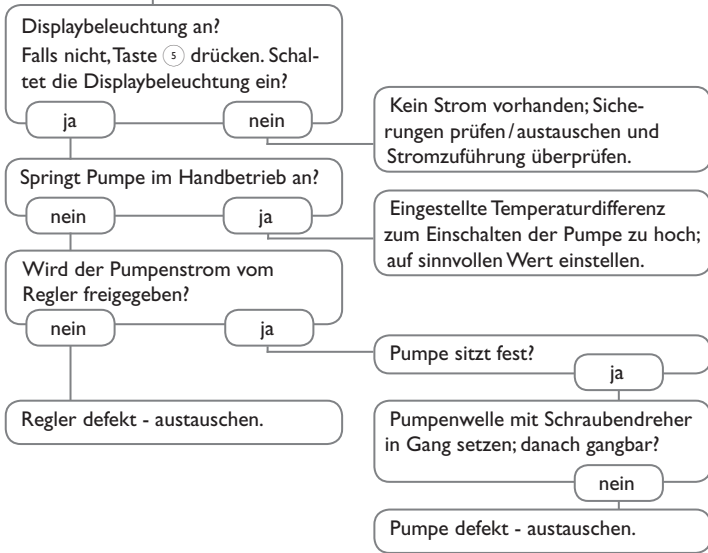 Displaybeleuchtung an?
Falls nicht, Taste 5 drücken. Schal-
tet die Displaybeleuchtung ein?
ja
nein
Kein Strom vorhanden; Siche-
rungen prüfen/austauschen und
Stromzuführung überprüfen.
Springt Pumpe im Handbetrieb an?
nein
ja
Eingestellte Temperaturdifferenz
zum Einschalten der Pumpe zu hoch;
auf sinnvollen Wert einstellen.
Wird der Pumpenstrom vom
Regler freigegeben?
nein
ja
Pumpe sitzt fest?
ja
Regler defekt - austauschen.
Pumpenwelle mit Schraubendreher
in Gang setzen; danach gangbar?
nein
Pumpe defekt - austauschen.